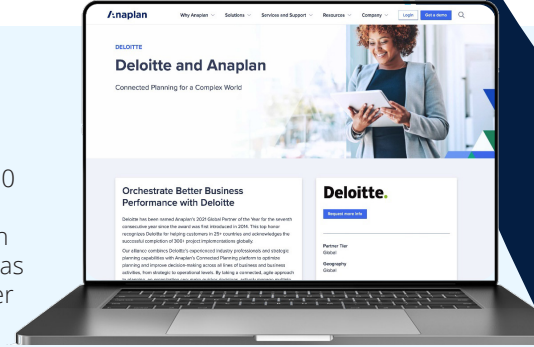 Anaplan
Why Anaplan Solutions Services and Support Resources Company Login Get a demo
DELOITTE
Deloitte and Anaplan
Connected Planning for a Complex World
0
n
as
er
Orchestrate Better Business
Performance with Deloitte
Deloitte has been named Anaplan's 2021 Global Partner of the Year for the seventh
consecutive year since the award was first introduced in 2014. This top honor
recognizes Deloitte for helping customers in 25+ countries and acknowledges the
successful completion of 300+ project implementations globally.
Our alliance combines Deloitte's experienced industry professionals and strategic
planning capabilities with Anaplan's Connected Planning platform to optimize
planning and improve decision-making across all lines of business and business
activities, from strategic to operational levels. By taking a connected, agile approach
Deloitte.
Request more info
Partner Tier
Global
Geography
Global